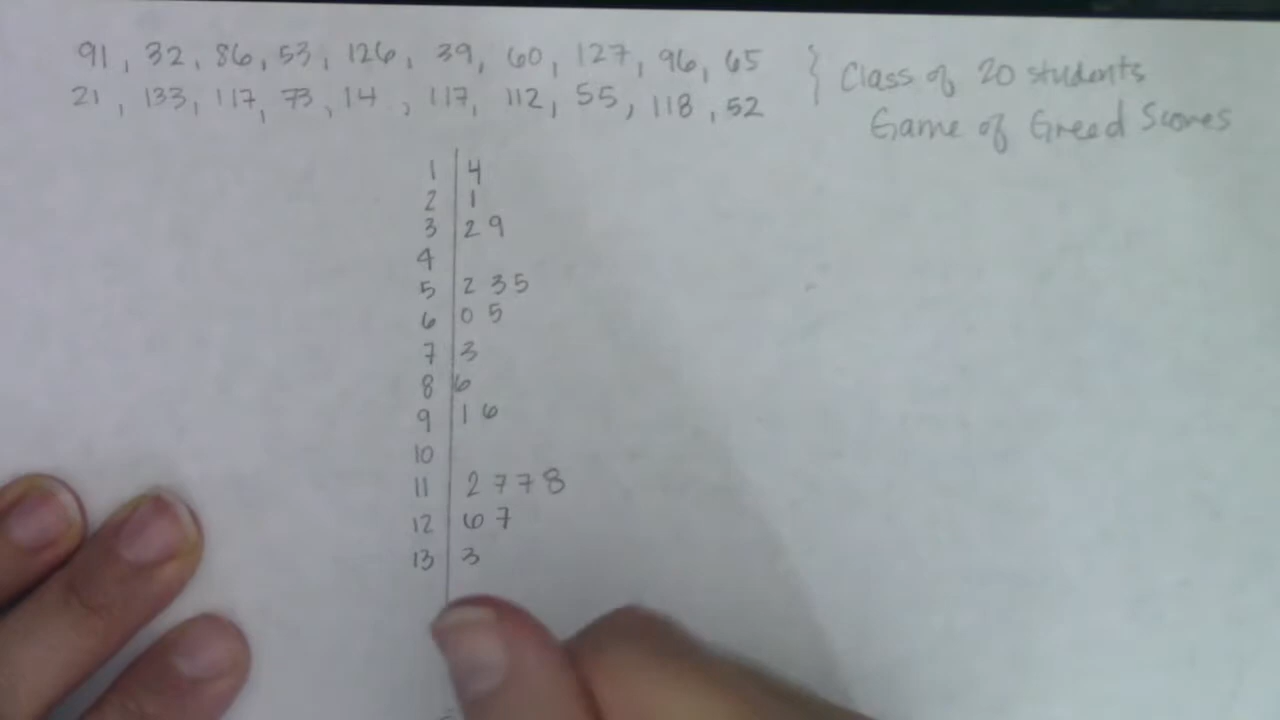 91, 32, 86, 53, 126, 39, 60, 127, 96, 65 } Class of 20 students
21, 133, 117, 73, 14, 117, 112, 55, 118, 52 Game of Greed Scores
1 | 4
2 | 1
3 | 2 9
4 |
5 | 2 3 5
6 | 0 5
7 | 3
8 | 6
9 | 1 6
10 |
11 | 2 7 7 8
12 | 6 7
13 | 3